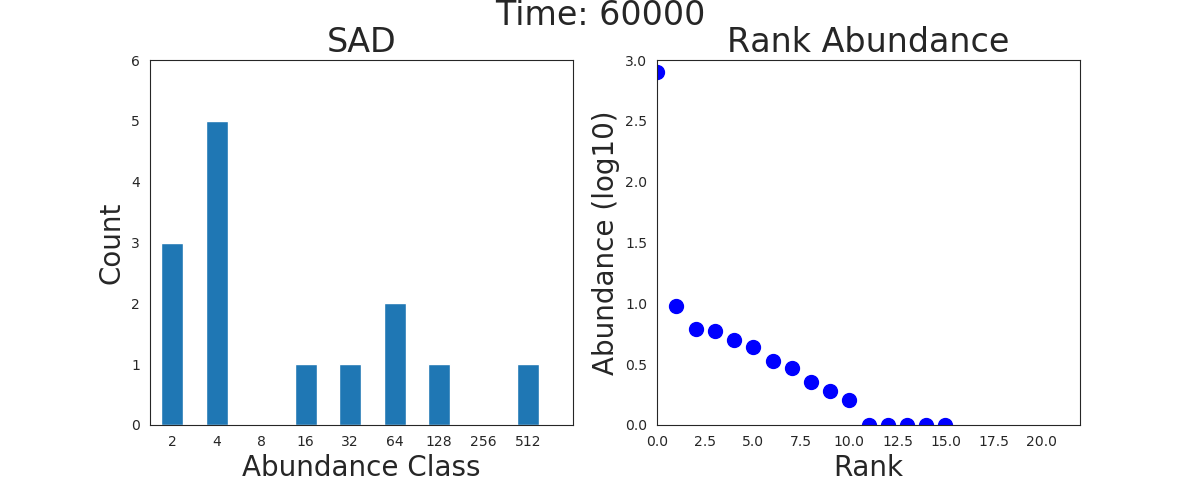 Time: 60000
SAD
Rank Abundance
6
5
4
3
2
1
0
Count
2 4 8 16 32 64 128 256 512
Abundance Class
3.0
2.5
2.0
1.5
1.0
0.5
0.0
Abundance (log10)
0.0 2.5 5.0 7.5 10.0 12.5 15.0 17.5 20.0
Rank